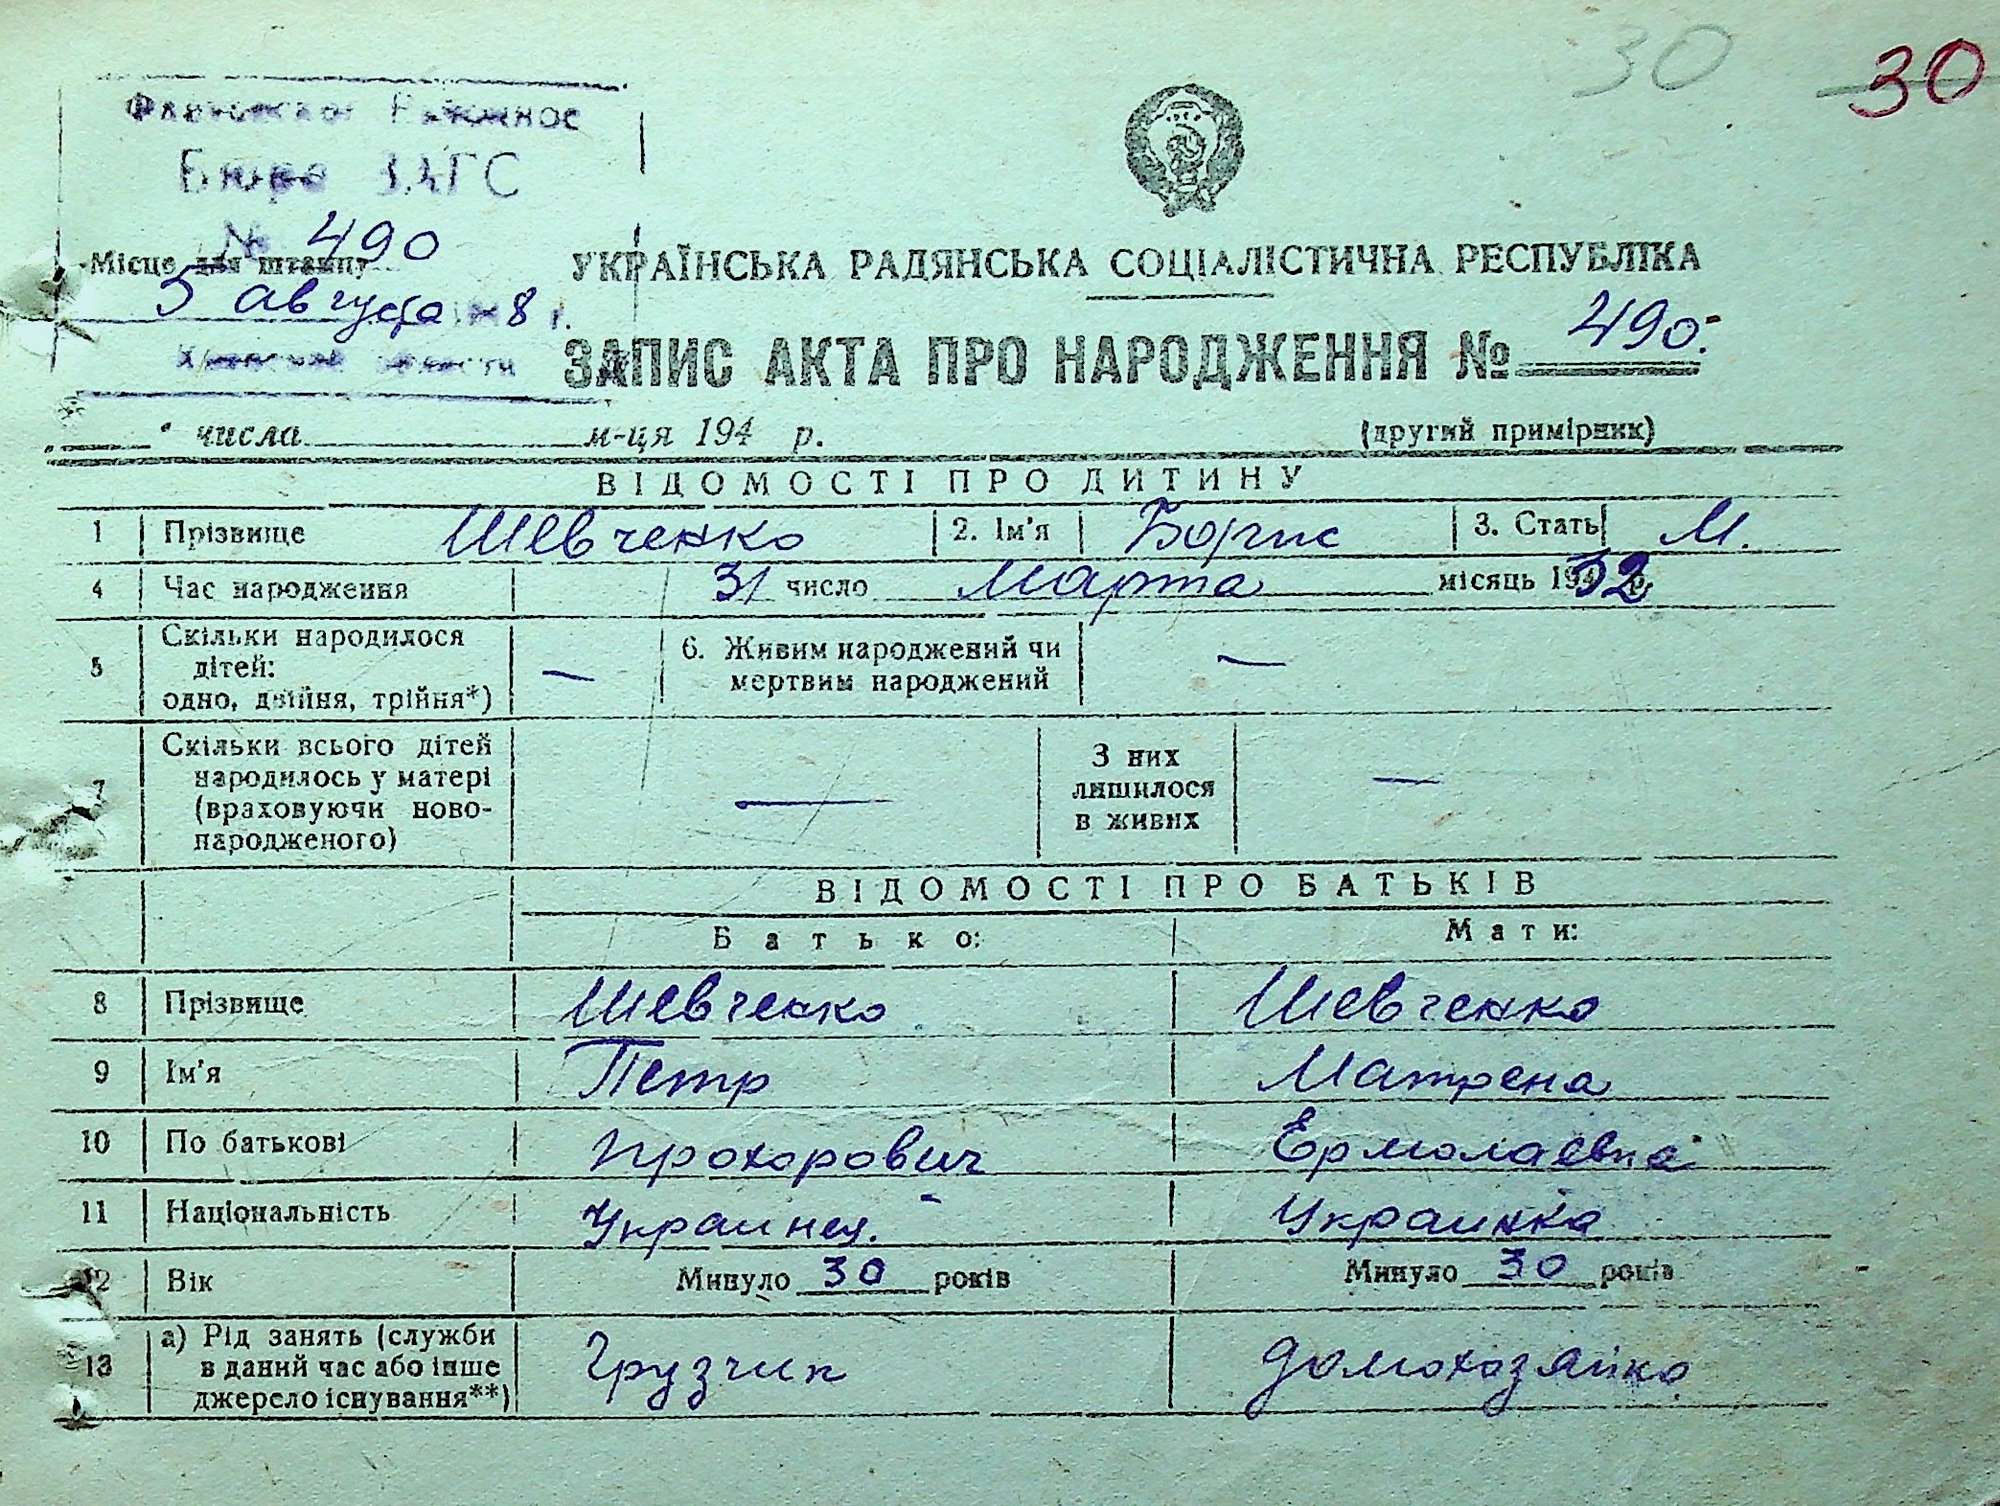 30 30
Районное
Бюро ЗАГС
№ 490
Місце для штампу
УКРАЇНСЬКА РАДЯНСЬКА СОЦІАЛІСТИЧНА РЕСПУБЛІКА
5 августа 8 г.
области
ЗАПИС АКТА ПРО НАРОДЖЕННЯ № 490.
„ " числа м-ця 194 р. (другий примірник)
ВІДОМОСТІ ПРО ДИТИНУ
1 Прізвище Шевченко 2. Ім'я Борис 3. Стать М.
4 Час народження 31 число Марта місяць 1932 р.
5 Скільки народилося дітей: одно, двійня, трійня*) — 6. Живим народжений чи мертвим народжений —
7 Скільки всього дітей народилось у матері (враховуючи ново-народженого) — З них лишилося в живих —
ВІДОМОСТІ ПРО БАТЬКІВ
Батько: Мати:
8 Прізвище Шевченко Шевченко
9 Ім'я Петр Матрена
10 По батькові Прохорович Ермолаевна
11 Національність Украинец. Украинка
12 Вік Минуло 30 років Минуло 30 років
13 а) Рід занять (служби в даний час або інше джерело існування**) Грузчик домохозяйка